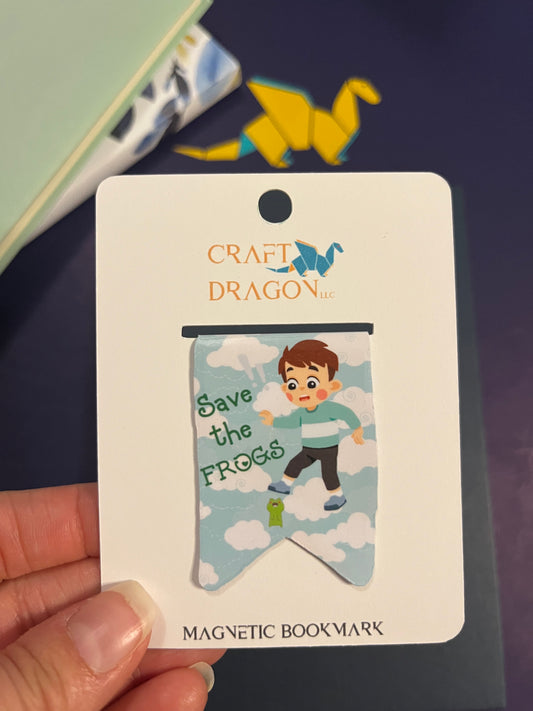 CRAFT
DRAGON LLC
Save
the
FROGS
MAGNETIC BOOKMARK